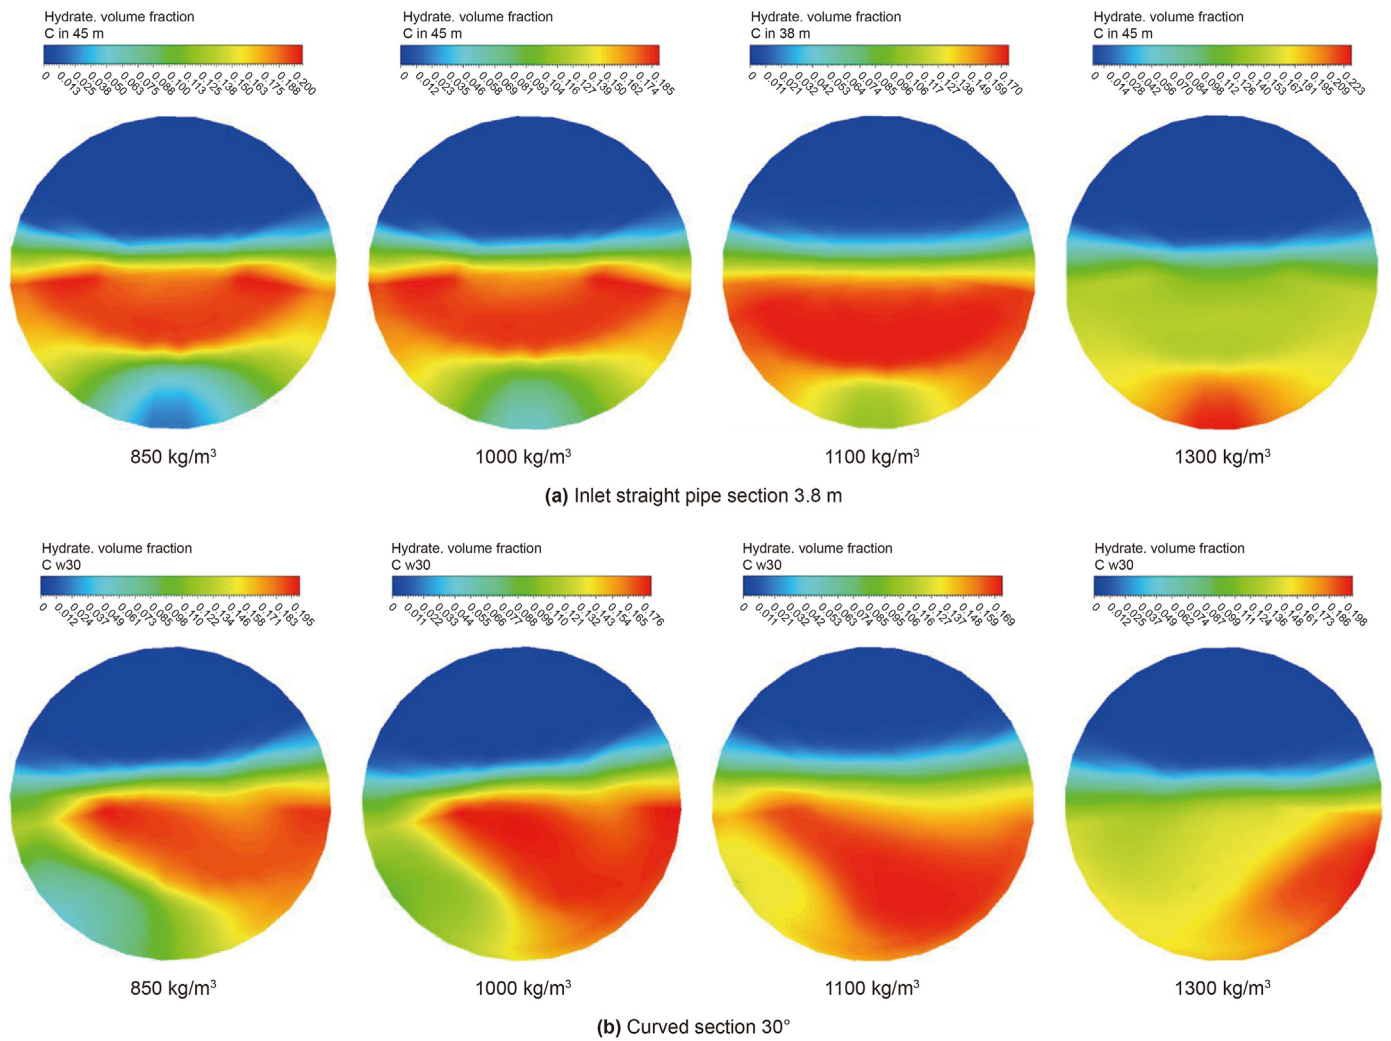 Hydrate. volume fraction
C in 45 m
0 0.013 0.025 0.038 0.050 0.063 0.075 0.088 0.100 0.113 0.125 0.138 0.150 0.163 0.175 0.188 0.200
Hydrate. volume fraction
C in 45 m
0 0.012 0.023 0.035 0.046 0.058 0.069 0.081 0.093 0.104 0.116 0.127 0.139 0.150 0.162 0.174 0.185
Hydrate. volume fraction
C in 38 m
0 0.011 0.021 0.032 0.042 0.053 0.064 0.074 0.085 0.096 0.106 0.117 0.127 0.138 0.149 0.159 0.170
Hydrate. volume fraction
C in 45 m
0 0.014 0.028 0.042 0.056 0.070 0.084 0.098 0.112 0.126 0.140 0.153 0.167 0.181 0.195 0.209 0.223
850 kg/m³
1000 kg/m³
1100 kg/m³
1300 kg/m³
(a) Inlet straight pipe section 3.8 m
Hydrate. volume fraction
C w30
0 0.012 0.024 0.037 0.049 0.061 0.073 0.085 0.098 0.110 0.122 0.134 0.146 0.158 0.171 0.183 0.195
Hydrate. volume fraction
C w30
0 0.011 0.022 0.033 0.044 0.055 0.066 0.077 0.088 0.099 0.110 0.121 0.132 0.143 0.154 0.165 0.176
Hydrate. volume fraction
C w30
0 0.011 0.021 0.032 0.042 0.053 0.063 0.074 0.085 0.095 0.106 0.116 0.127 0.137 0.148 0.159 0.169
Hydrate. volume fraction
C w30
0 0.012 0.025 0.037 0.049 0.062 0.074 0.087 0.099 0.111 0.124 0.136 0.148 0.161 0.173 0.186 0.198
850 kg/m³
1000 kg/m³
1100 kg/m³
1300 kg/m³
(b) Curved section 30°